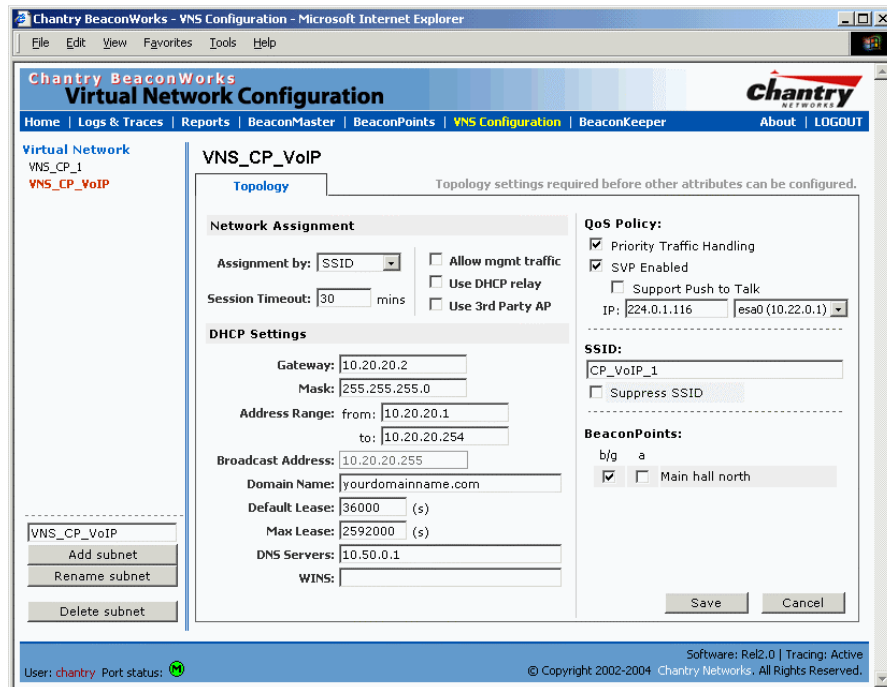 Chantry BeaconWorks - VNS Configuration - Microsoft Internet Explorer
File Edit View Favorites Tools Help
Chantry BeaconWorks
Virtual Network Configuration
Chantry
NETWORKS
Home | Logs & Traces | Reports | BeaconMaster | BeaconPoints | VNS Configuration | BeaconKeeper About | LOGOUT
Virtual Network
VNS_CP_1
VNS_CP_VoIP
VNS_CP_VoIP
Add subnet
Rename subnet
Delete subnet
VNS_CP_VoIP
Topology
Topology settings required before other attributes can be configured.
Network Assignment
Assignment by: SSID
Session Timeout: 30 mins
Allow mgmt traffic
Use DHCP relay
Use 3rd Party AP
DHCP Settings
Gateway: 10.20.20.2
Mask: 255.255.255.0
Address Range: from: 10.20.20.1
to: 10.20.20.254
Broadcast Address: 10.20.20.255
Domain Name: yourdomainname.com
Default Lease: 36000 (s)
Max Lease: 2592000 (s)
DNS Servers: 10.50.0.1
WINS:
QoS Policy:
Priority Traffic Handling
SVP Enabled
Support Push to Talk
IP: 224.0.1.116 esa0 (10.22.0.1)
SSID:
CP_VoIP_1
Suppress SSID
BeaconPoints:
b/g a
Main hall north
Save Cancel
Software: Rel2.0 | Tracing: Active
User: chantry Port status: M
© Copyright 2002-2004 Chantry Networks. All Rights Reserved.